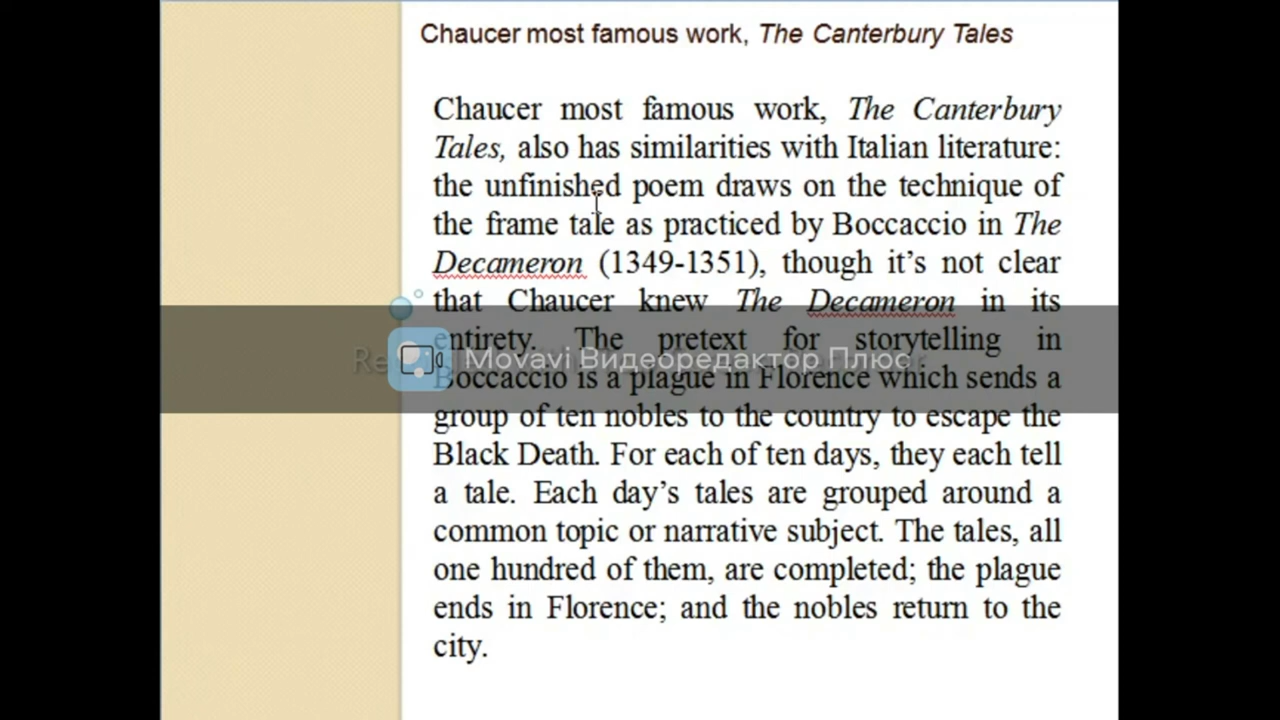 Chaucer most famous work, The Canterbury Tales
Chaucer most famous work, The Canterbury
Tales, also has similarities with Italian literature:
the unfinished poem draws on the technique of
the frame tale as practiced by Boccaccio in The
Decameron (1349-1351), though it’s not clear
that Chaucer knew The Decameron in its
entirety. The pretext for storytelling in
Movavi Видеоредактор Плюс
Boccaccio is a plague in Florence which sends a
group of ten nobles to the country to escape the
Black Death. For each of ten days, they each tell
a tale. Each day’s tales are grouped around a
common topic or narrative subject. The tales, all
one hundred of them, are completed; the plague
ends in Florence; and the nobles return to the
city.